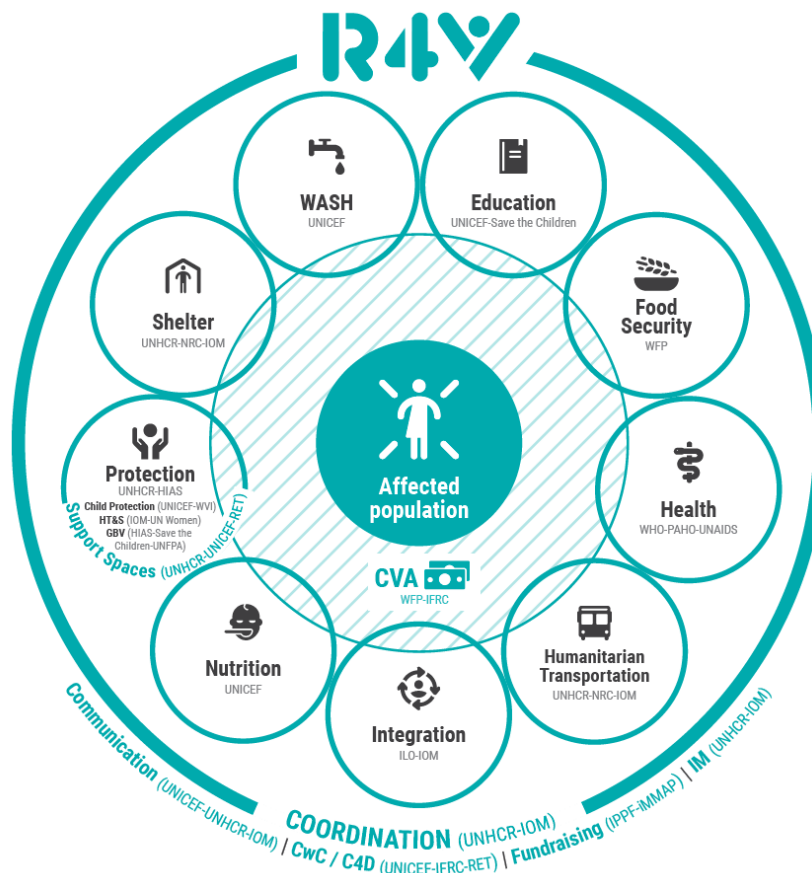 R4V
WASH
UNICEF
Education
UNICEF-Save the Children
Shelter
UNHCR-NRC-IOM
Food
Security
WFP
Affected
population
Protection
UNHCR-HIAS
Child Protection (UNICEF-WVI)
HT&S (IOM-UN Women)
GBV (HIAS-Save the
Children-UNFPA)
Support Spaces (UNHCR-UNICEF-RET)
Health
WHO-PAHO-UNAIDS
CVA
WFP-IFRC
Nutrition
UNICEF
Integration
ILO-IOM
Humanitarian
Transportation
UNHCR-NRC-IOM
COORDINATION (UNHCR-IOM)
Communication (UNICEF-UNHCR-IOM) | CwC / C4D (UNICEF-IFRC-RET) | Fundraising (IPPF-iMMAP) | IM (UNHCR-IOM)